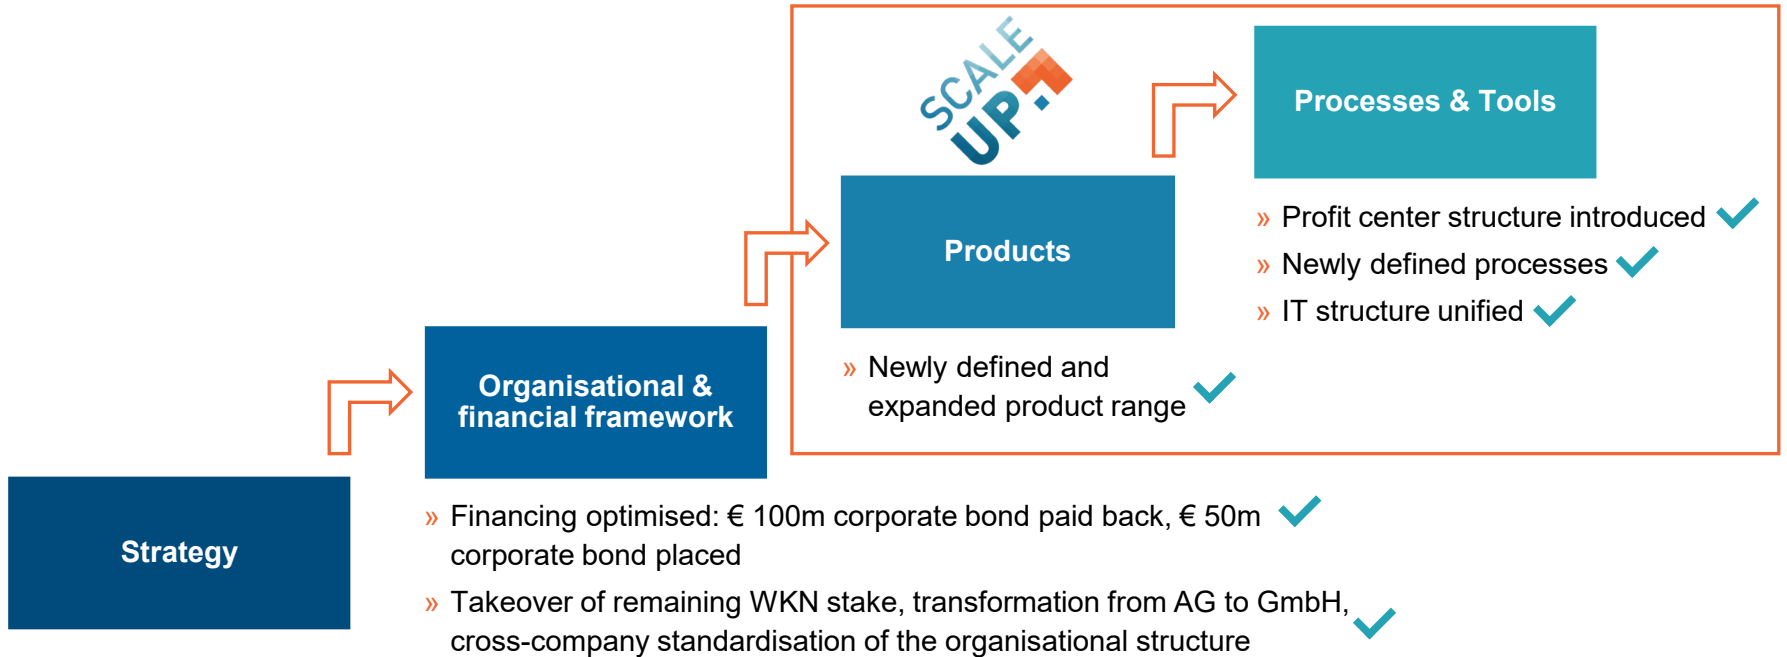 SCALE
UP
Processes & Tools
» Profit center structure introduced
» Newly defined processes
» IT structure unified
Products
» Newly defined and
expanded product range
Organisational &
financial framework
» Financing optimised: € 100m corporate bond paid back, € 50m
corporate bond placed
» Takeover of remaining WKN stake, transformation from AG to GmbH,
cross-company standardisation of the organisational structure
Strategy